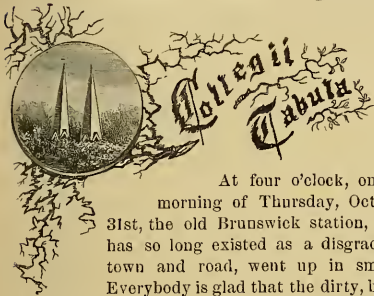 Collegii
Tabula
At four o'clock, on
morning of Thursday, Oct
31st, the old Brunswick station,
has so long existed as a disgrac
town and road, went up in sm
Everybody is glad that the dirty, b